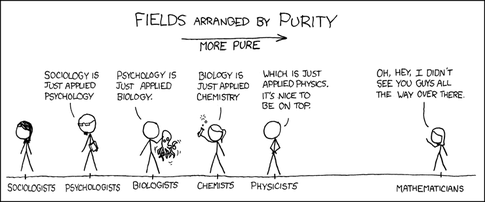 FIELDS ARRANGED BY PURITY
MORE PURE
SOCIOLOGY IS
JUST APPLIED
PSYCHOLOGY
PSYCHOLOGY IS
JUST APPLIED
BIOLOGY.
BIOLOGY IS
JUST APPLIED
CHEMISTRY
WHICH IS JUST
APPLIED PHYSICS.
IT'S NICE TO
BE ON TOP.
OH, HEY, I DIDN'T
SEE YOU GUYS ALL
THE WAY OVER THERE.
SOCIOLOGISTS
PSYCHOLOGISTS
BIOLOGISTS
CHEMISTS
PHYSICISTS
MATHEMATICIANS